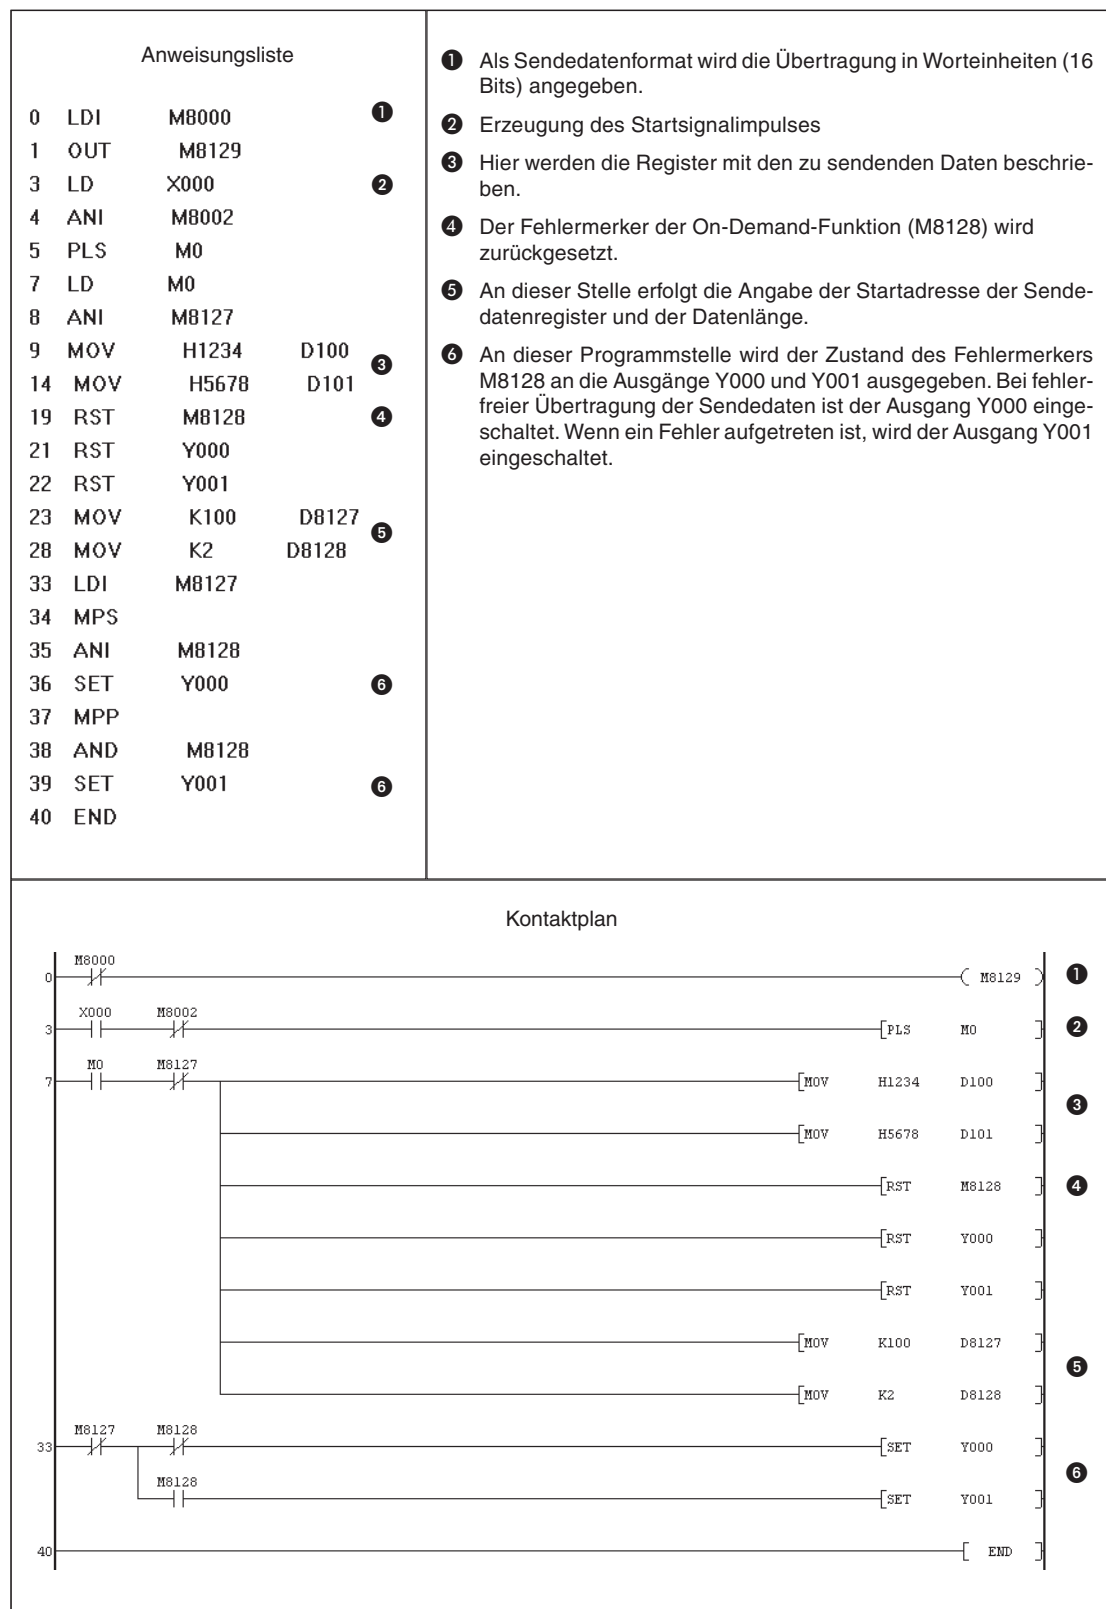 Anweisungsliste
0 LDI M8000 ❶
1 OUT M8129
3 LD X000 ❷
4 ANI M8002
5 PLS M0
7 LD M0
8 ANI M8127
9 MOV H1234 D100
❸
14 MOV H5678 D101
19 RST M8128 ❹
21 RST Y000
22 RST Y001
23 MOV K100 D8127
❺
28 MOV K2 D8128
33 LDI M8127
34 MPS
35 ANI M8128
36 SET Y000 ❻
37 MPP
38 AND M8128
39 SET Y001 ❻
40 END
❶ Als Sendedatenformat wird die Übertragung in Worteinheiten (16
Bits) angegeben.
❷ Erzeugung des Startsignalimpulses
❸ Hier werden die Register mit den zu sendenden Daten beschrie-
ben.
❹ Der Fehlermerker der On-Demand-Funktion (M8128) wird
zurückgesetzt.
❺ An dieser Stelle erfolgt die Angabe der Startadresse der Sende-
datenregister und der Datenlänge.
❻ An dieser Programmstelle wird der Zustand des Fehlermerkers
M8128 an die Ausgänge Y000 und Y001 ausgegeben. Bei fehler-
freier Übertragung der Sendedaten ist der Ausgang Y000 einge-
schaltet. Wenn ein Fehler aufgetreten ist, wird der Ausgang Y001
eingeschaltet.
Kontaktplan
M8000
0 M8129 ❶
X000 M8002
3 PLS M0 ❷
M0 M8127
7 MOV H1234 D100
❸
MOV H5678 D101
RST M8128 ❹
RST Y000
RST Y001
MOV K100 D8127
❺
MOV K2 D8128
M8127 M8128
33 SET Y000
❻
M8128
SET Y001
40 END